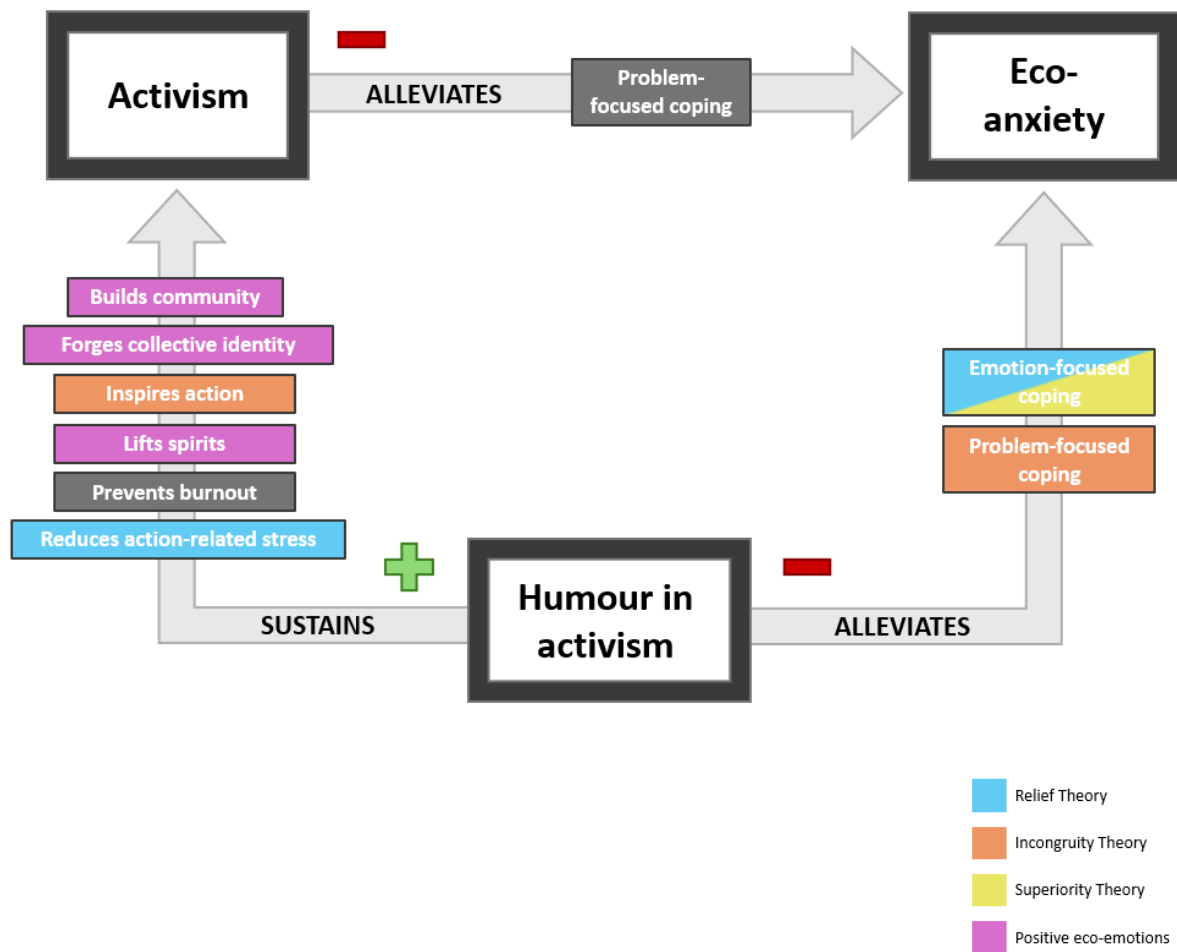 Activism
ALLEVIATES
Problem-
focused coping
Eco-
anxiety
Builds community
Forges collective identity
Inspires action
Lifts spirits
Prevents burnout
Reduces action-related stress
Emotion-focused
coping
Problem-focused
coping
SUSTAINS
Humour in
activism
ALLEVIATES
Relief Theory
Incongruity Theory
Superiority Theory
Positive eco-emotions